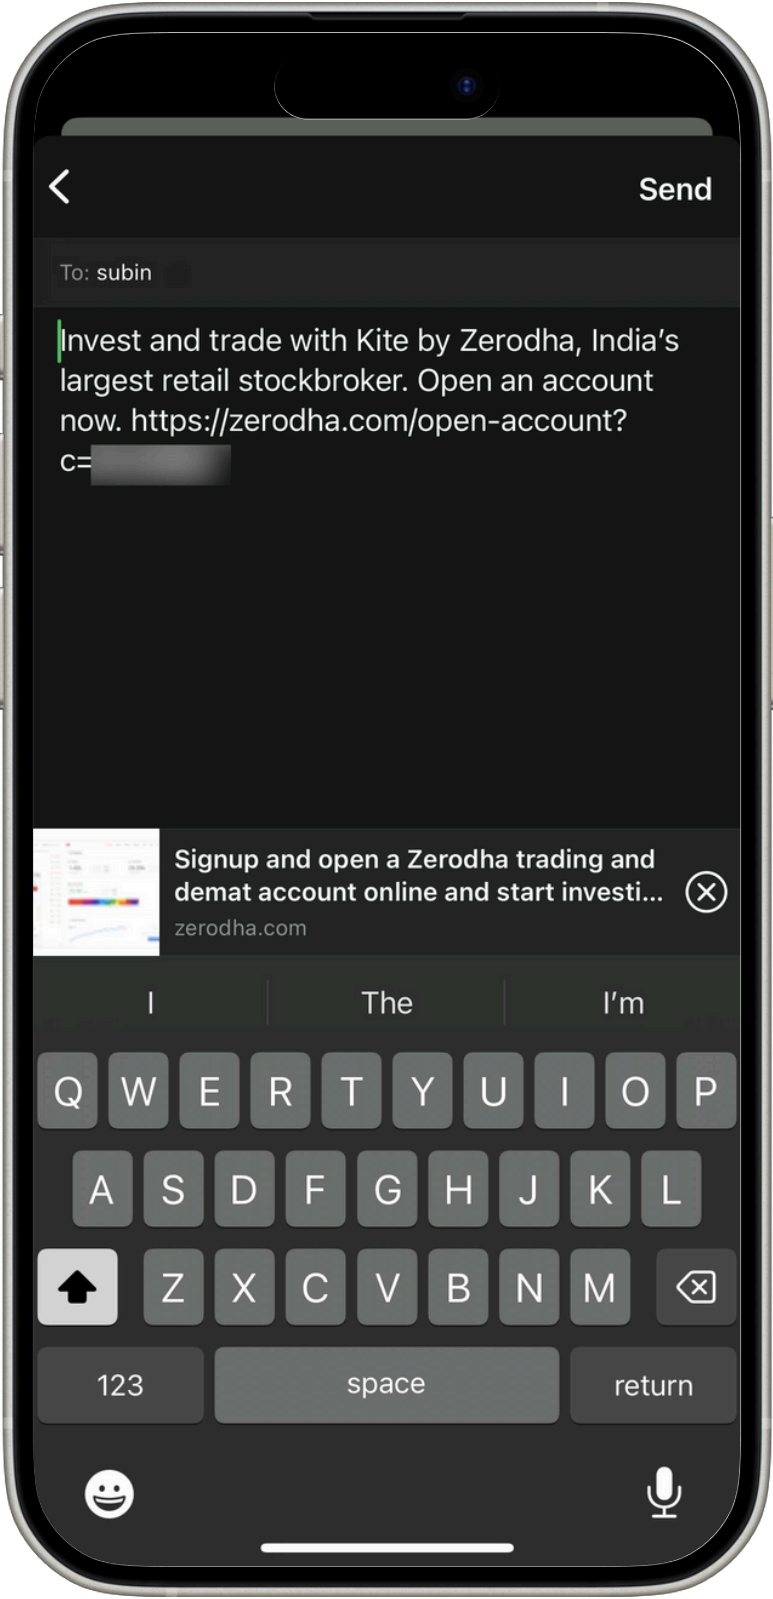 Send
To: subin
Invest and trade with Kite by Zerodha, India’s
largest retail stockbroker. Open an account
now. https://zerodha.com/open-account?
c=
Signup and open a Zerodha trading and
demat account online and start investi...
zerodha.com
I The I’m
Q W E R T Y U I O P
A S D F G H J K L
Z X C V B N M
123 space return